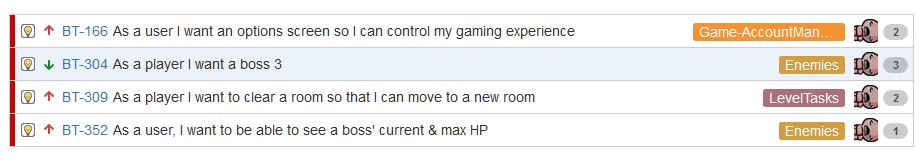 BT-166 As a user I want an options screen so I can control my gaming experience Game-AccountMan... 2
BT-304 As a player I want a boss 3 Enemies 3
BT-309 As a player I want to clear a room so that I can move to a new room LevelTasks 2
BT-352 As a user, I want to be able to see a boss' current & max HP Enemies 1